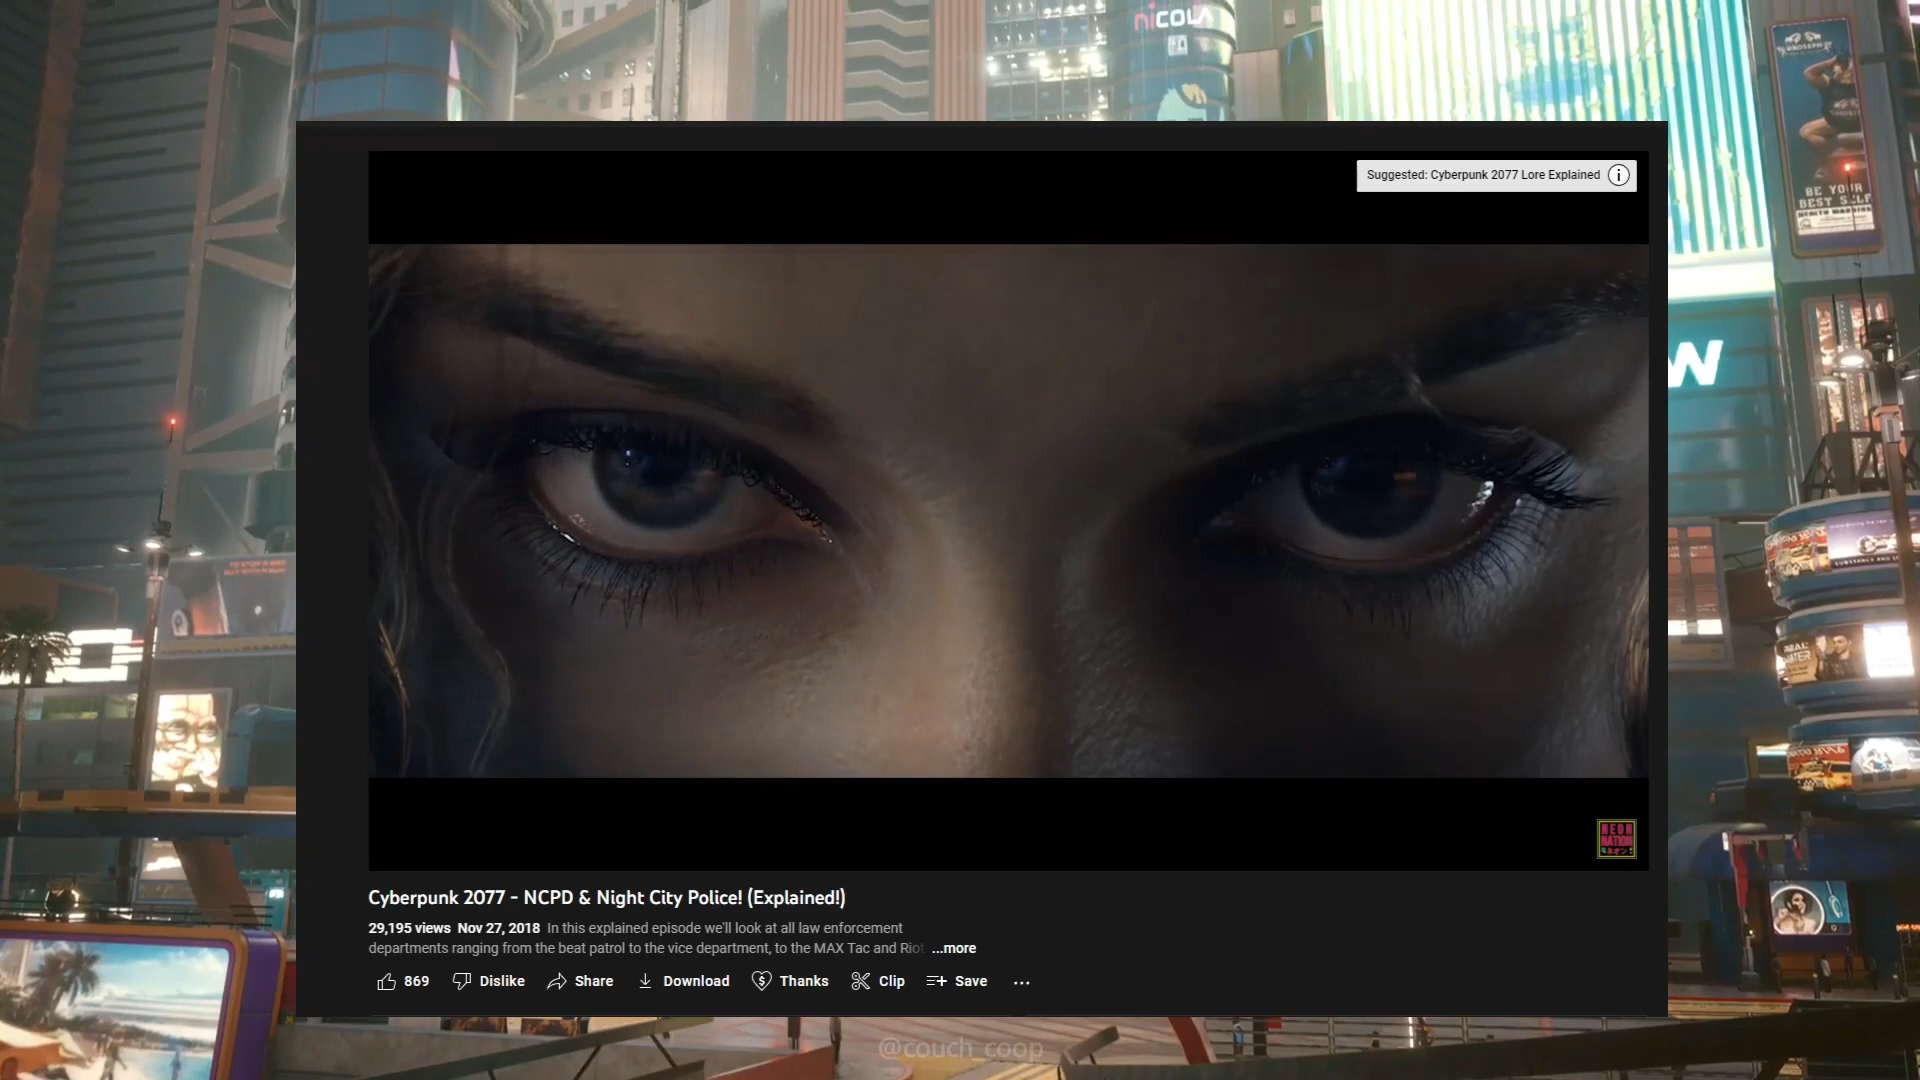 nicola
Suggested: Cyberpunk 2077 Lore Explained
BE YOUR
BEST SELF
W
NEON
NATION
Cyberpunk 2077 - NCPD & Night City Police! (Explained!)
29,195 views Nov 27, 2018 In this explained episode we'll look at all law enforcement
departments ranging from the beat patrol to the vice department, to the MAX Tac and Riot ...more
869 Dislike Share Download Thanks Clip Save ...
@couch_coop